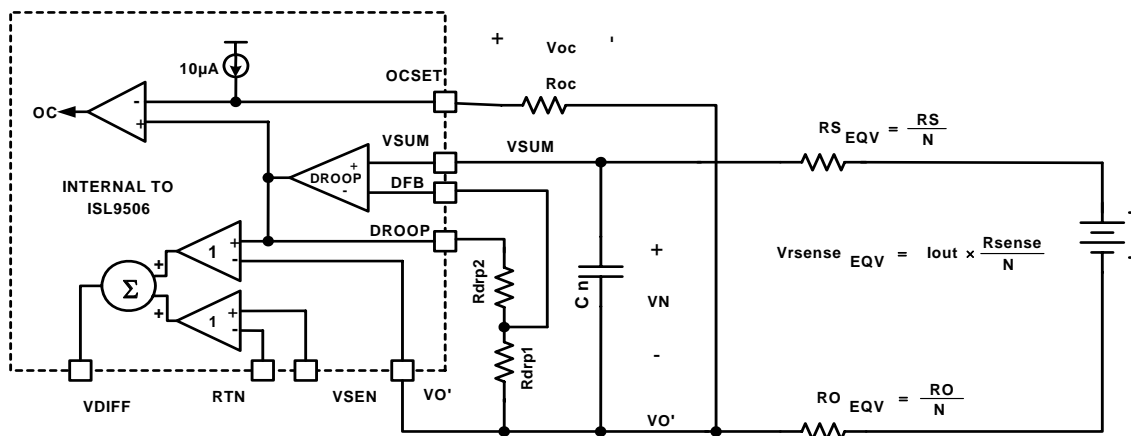 + Voc '
10µA
OCSET
Roc
OC
-
+
RS EQV = RS
N
VSUM
VSUM
+
DROOP
-
DFB
INTERNAL TO
ISL9506
DROOP
+
1
-
+
Σ
+
+
1
-
Rdrp2
Rdrp1
Cn
+
VN
-
Vrsense EQV = Iout × Rsense
N
+
-
VDIFF
RTN
VSEN
VO'
VO'
RO EQV = RO
N